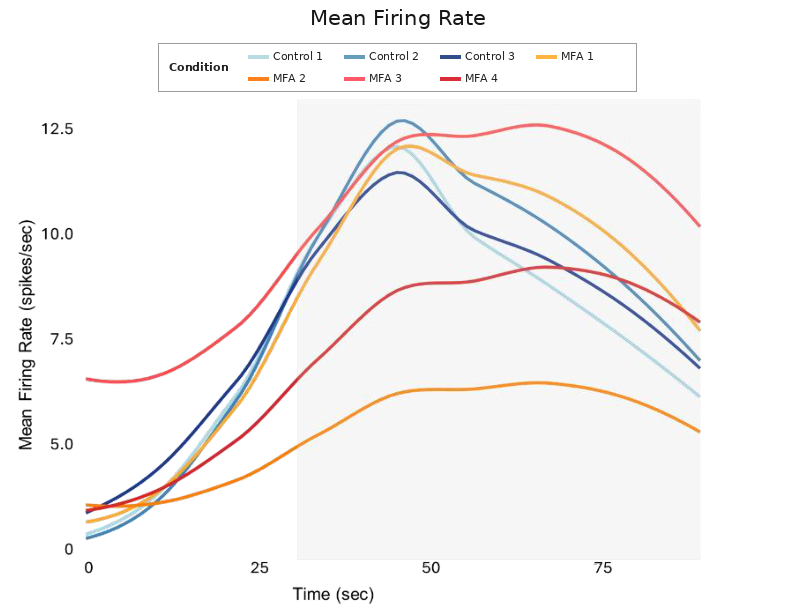 Mean Firing Rate
Condition
Control 1 Control 2 Control 3 MFA 1
MFA 2 MFA 3 MFA 4
Mean Firing Rate (spikes/sec)
12.5
10.0
7.5
5.0
0
0 25 50 75
Time (sec)